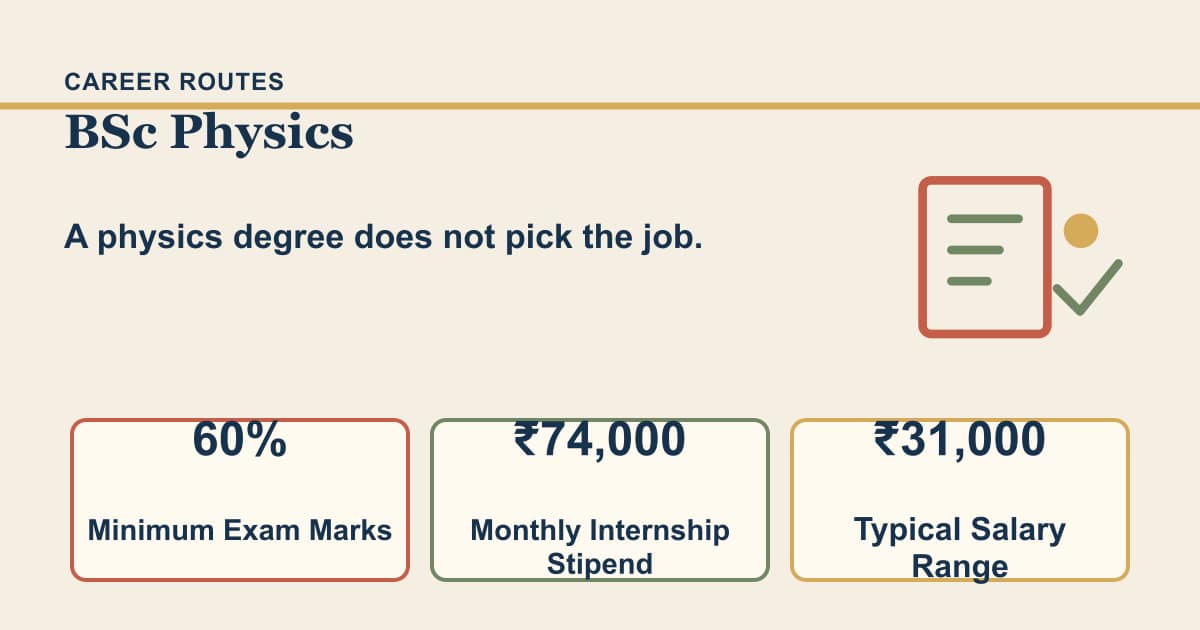 CAREER ROUTES
BSc Physics
A physics degree does not pick the job.
60%
Minimum Exam Marks
₹74,000
Monthly Internship
Stipend
₹31,000
Typical Salary
Range